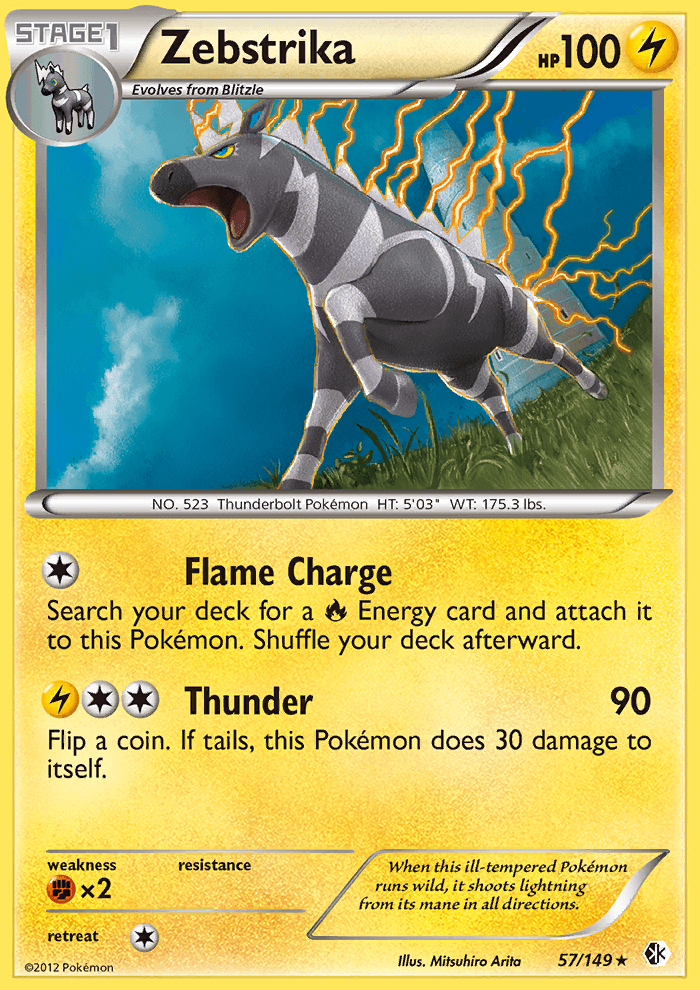 STAGE1
Zebstrika
HP100
Evolves from Blitzle
NO. 523 Thunderbolt Pokémon HT: 5'03" WT: 175.3 lbs.
Flame Charge
Search your deck for a Energy card and attach it
to this Pokémon. Shuffle your deck afterward.
Thunder 90
Flip a coin. If tails, this Pokémon does 30 damage to
itself.
weakness resistance
×2
retreat
When this ill-tempered Pokémon
runs wild, it shoots lightning
from its mane in all directions.
©2012 Pokémon
Illus. Mitsuhiro Arita 57/149 ★